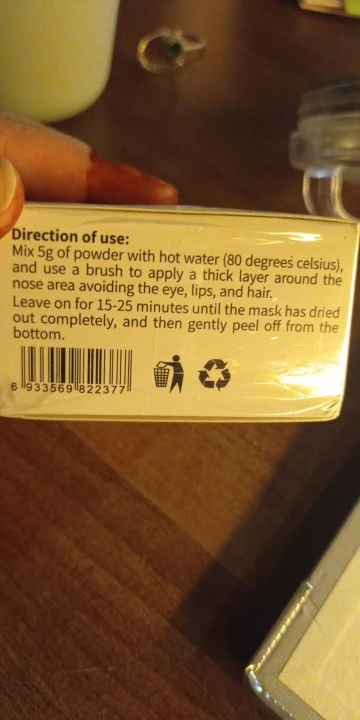 Direction of use:
Mix 5g of powder with hot water (80 degrees celsius),
and use a brush to apply a thick layer around the
nose area avoiding the eye, lips, and hair.
Leave on for 15-25 minutes until the mask has dried
out completely, and then gently peel off from the
bottom.
6 933569 822377